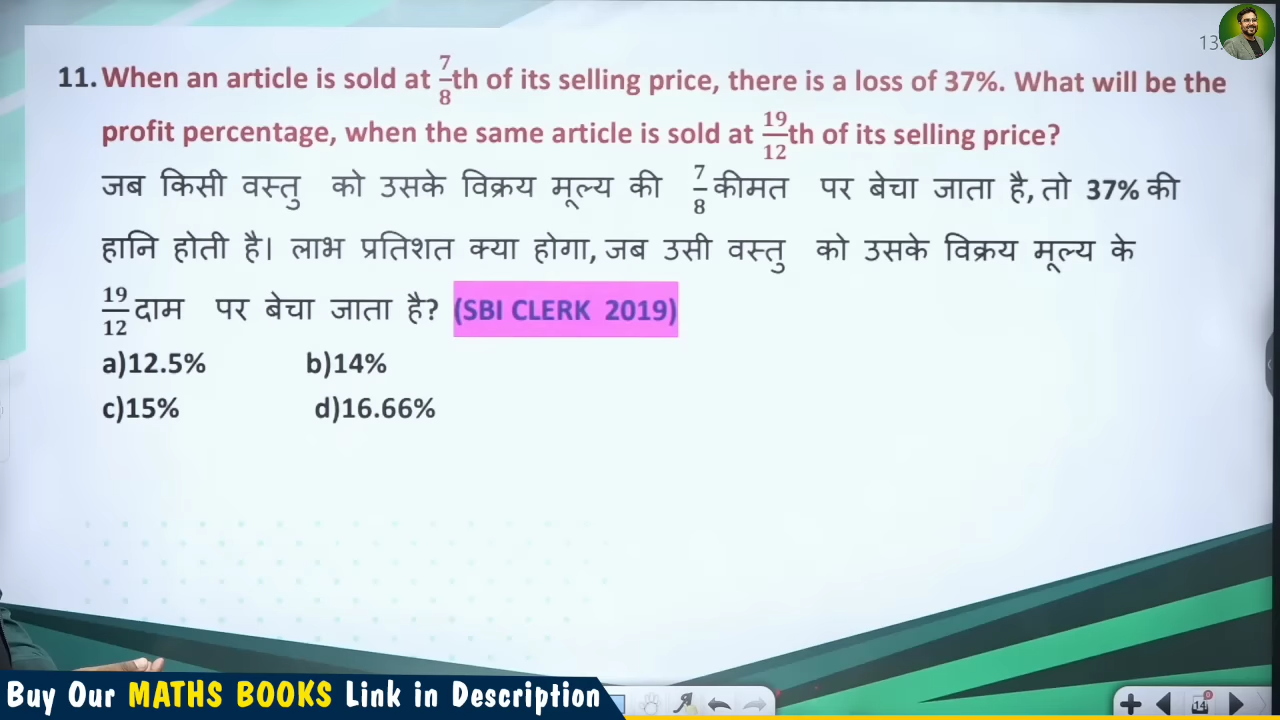 13
11. When an article is sold at 7/8th of its selling price, there is a loss of 37%. What will be the
profit percentage, when the same article is sold at 19/12th of its selling price?
जब किसी वस्तु को उसके विक्रय मूल्य की 7/8 कीमत पर बेचा जाता है, तो 37% की
हानि होती है। लाभ प्रतिशत क्या होगा, जब उसी वस्तु को उसके विक्रय मूल्य के
19/12 दाम पर बेचा जाता है? (SBI CLERK 2019)
a)12.5% b)14%
c)15% d)16.66%
Buy Our MATHS BOOKS Link in Description
14